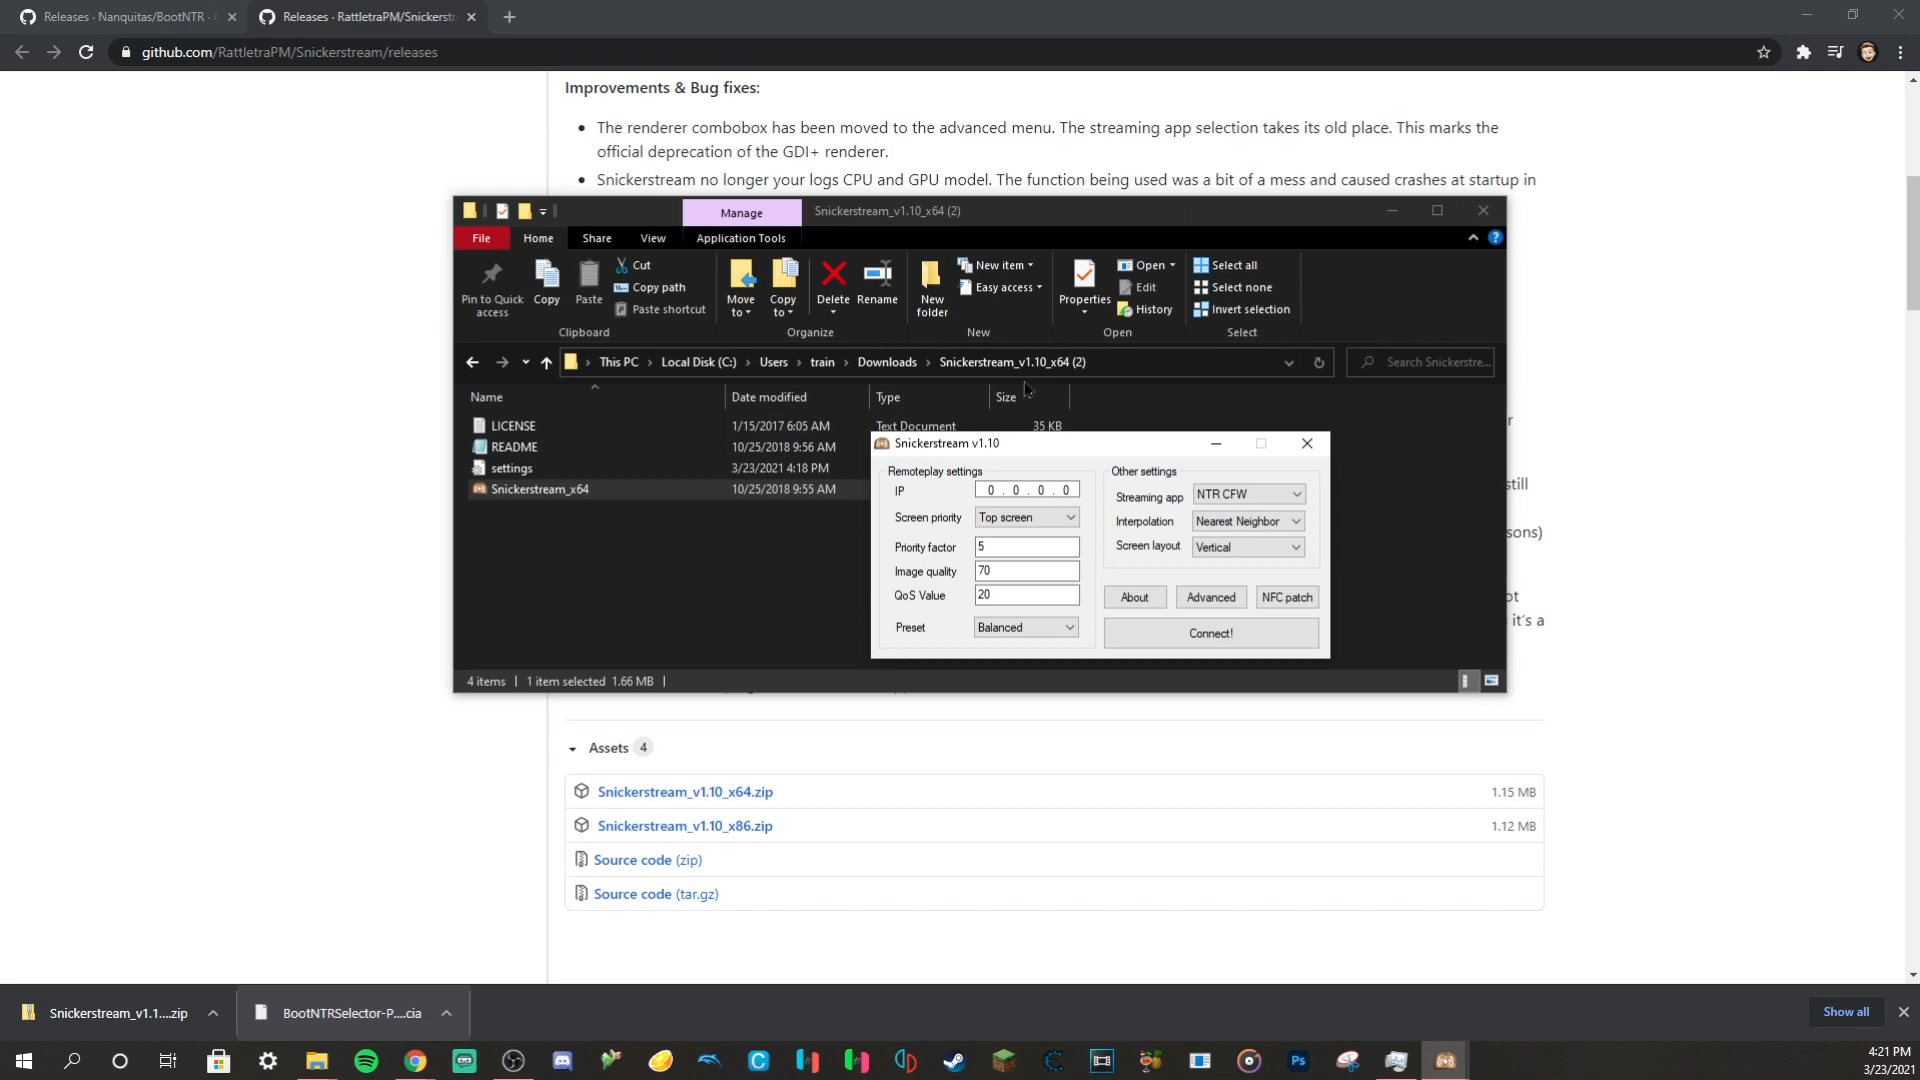 Releases · Nanquitas/BootNTR ·
Releases · RattletraPM/Snickerstr
github.com/RattletraPM/Snickerstream/releases
Improvements & Bug fixes:
The renderer combobox has been moved to the advanced menu. The streaming app selection takes its old place. This marks the
official deprecation of the GDI+ renderer.
Snickerstream no longer your logs CPU and GPU model. The function being used was a bit of a mess and caused crashes at startup in
Manage
Snickerstream_v1.10_x64 (2)
File
Home
Share
View
Application Tools
Pin to Quick access
Copy
Paste
Cut
Copy path
Paste shortcut
Clipboard
Move to
Copy to
Delete
Rename
Organize
New folder
New item
Easy access
New
Properties
Open
Edit
History
Open
Select all
Select none
Invert selection
Select
This PC > Local Disk (C:) > Users > train > Downloads > Snickerstream_v1.10_x64 (2)
Search Snickerstre...
Name
Date modified
Type
Size
LICENSE 1/15/2017 6:05 AM Text Document 35 KB
README 10/25/2018 9:56 AM
settings 3/23/2021 4:18 PM
Snickerstream_x64 10/25/2018 9:55 AM
Snickerstream v1.10
Remoteplay settings
IP 0 . 0 . 0 . 0
Screen priority Top screen
Priority factor 5
Image quality 70
QoS Value 20
Preset Balanced
Other settings
Streaming app NTR CFW
Interpolation Nearest Neighbor
Screen layout Vertical
About
Advanced
NFC patch
Connect!
still
sons)
it's a
4 items
1 item selected 1.66 MB
Assets 4
Snickerstream_v1.10_x64.zip 1.15 MB
Snickerstream_v1.10_x86.zip 1.12 MB
Source code (zip)
Source code (tar.gz)
Snickerstream_v1.1....zip
BootNTRSelector-P....cia
Show all
Ps
4:21 PM
3/23/2021